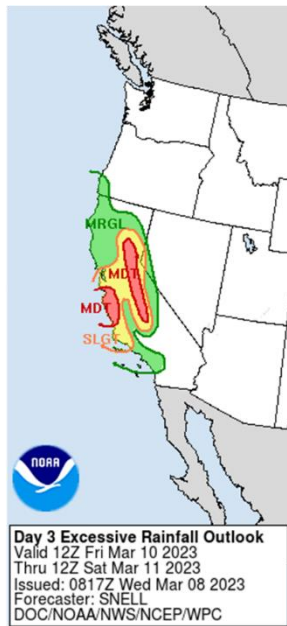 MRGL
MDT
MDT
SLGT
NOAA
Day 3 Excessive Rainfall Outlook
Valid 12Z Fri Mar 10 2023
Thru 12Z Sat Mar 11 2023
Issued: 0817Z Wed Mar 08 2023
Forecaster: SNELL
DOC/NOAA/NWS/NCEP/WPC